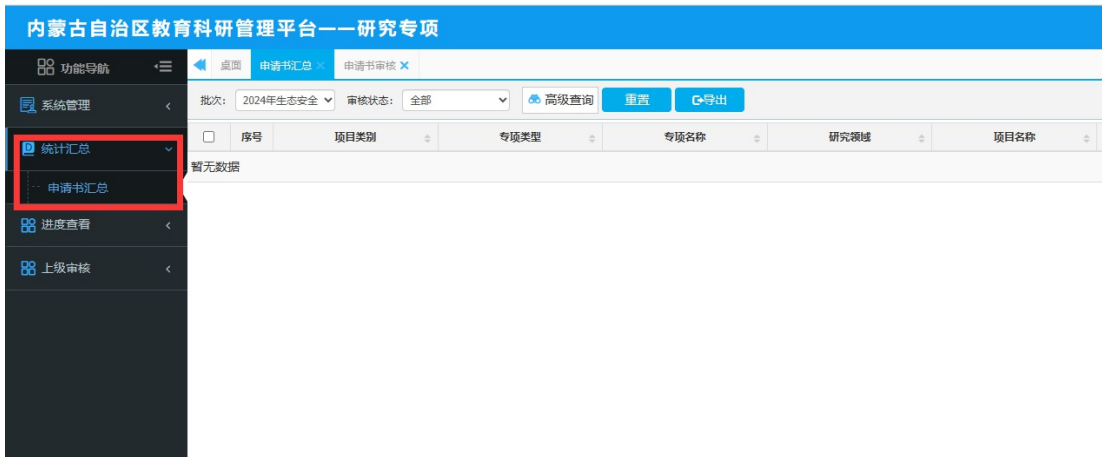 内蒙古自治区教育科研管理平台——研究专项
功能导航
桌面 申请书汇总 申请书审核
系统管理
批次： 2024年生态安全 审核状态： 全部 高级查询 重置 导出
序号 项目类别 专项类型 专项名称 研究领域 项目名称
统计汇总
暂无数据
申请书汇总
进度查看
上级审核